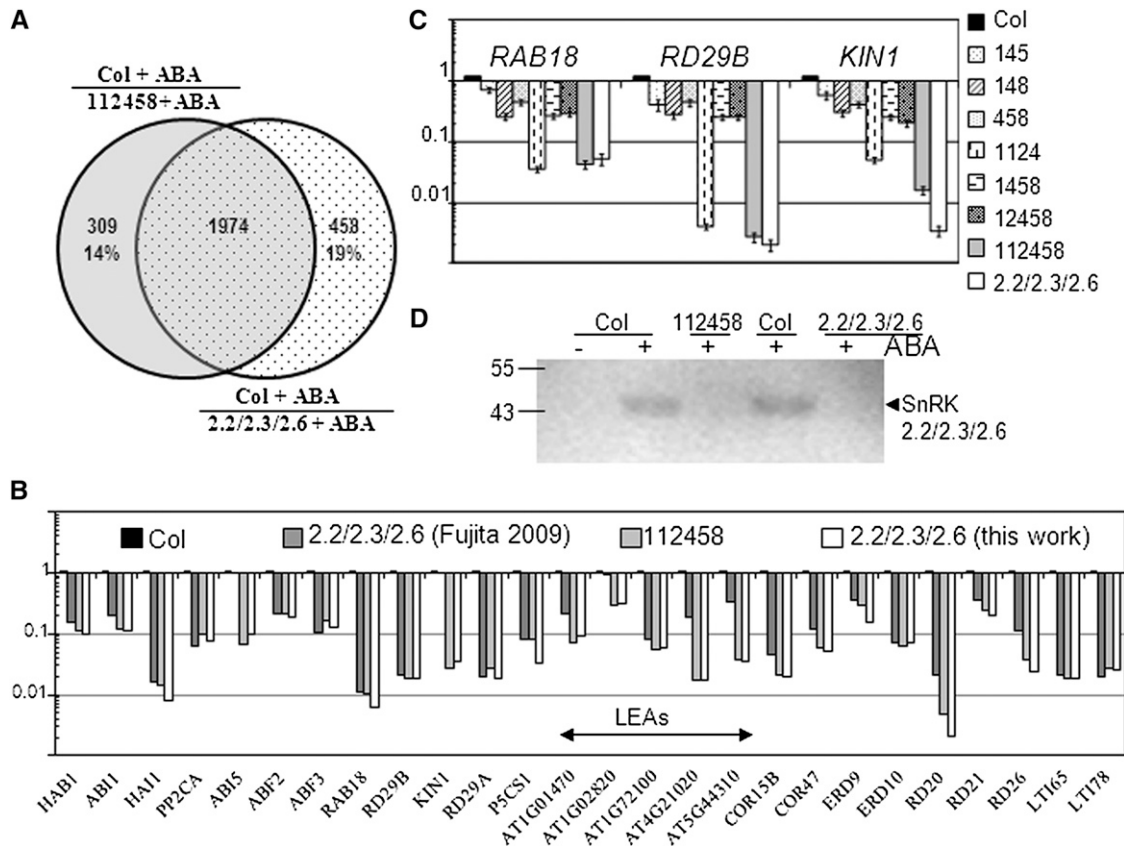 A
Col + ABA
112458+ABA
309
14%
1974
458
19%
Col + ABA
2.2/2.3/2.6 + ABA
C
RAB18 RD29B KIN1
1
0.1
0.01
Col
145
148
458
1124
1458
12458
112458
2.2/2.3/2.6
D
Col 112458 Col 2.2/2.3/2.6
- + + + + ABA
55
43
SnRK
2.2/2.3/2.6
B
Col 2.2/2.3/2.6 (Fujita 2009) 112458 2.2/2.3/2.6 (this work)
1
0.1
0.01
LEAs
HAB1
ABI1
HAI1
PP2CA
ABI5
ABF2
ABF3
RAB18
RD29B
KIN1
RD29A
P5CS1
AT1G01470
AT1G02820
AT1G72100
AT4G21020
AT5G44310
COR15B
COR47
ERD9
ERD10
RD20
RD21
RD26
LTI65
LTI78